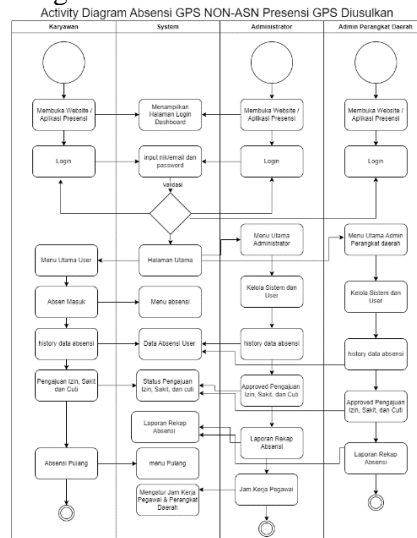 Activity Diagram Absensi GPS NON-ASN Presensi GPS Diusulkan
Karyawan
System
Administrator
Admin Perangkat Daerah
Membuka Website /
Aplikasi Presensi
Menampilkan
Halaman Login
Dashboard
Membuka Website /
Aplikasi Presensi
Membuka Website /
Aplikasi Presensi
Login
input nik/email dan
password
Login
Login
validasi
Menu Utama User
Halaman Utama
Menu Utama
Administrator
Menu Utama Admin
Perangkat daerah
Kelola Sistem dan
User
Kelola Sistem dan
User
Absen Masuk
Menu absensi
history data absensi
Data Absensi User
history data absensi
history data absensi
Pengajuan Izin, Sakit
dan Cuti
Status Pengajuan
Izin, Sakit, dan cuti
Approved Pengajuan
Izin, Sakit, dan Cuti
Approved Pengajuan
Izin, Sakit, dan Cuti
Laporan Rekap
Absensi
Laporan Rekap
Absensi
Laporan Rekap
Absensi
Absensi Pulang
menu Pulang
Mengatur Jam Kerja
Pegawai & Perangkat
Daerah
Jam Kerja Pegawai